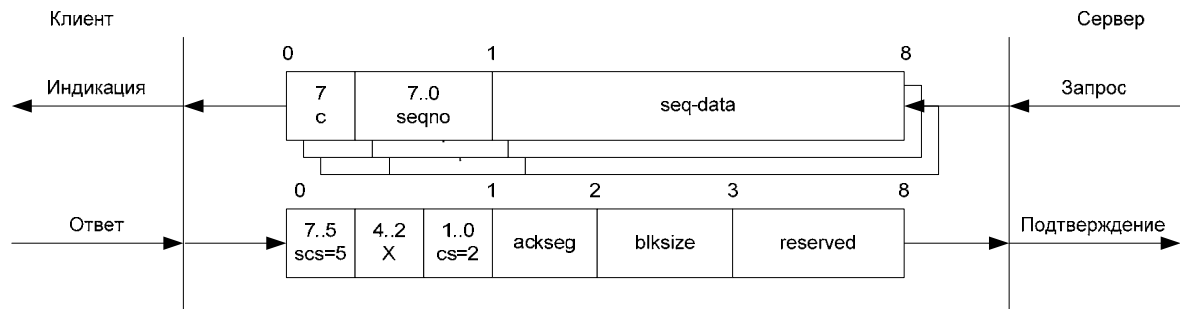 Клиент
Сервер
0 1 8
Индикация
7
c
7..0
seqno
seq-data
Запрос
0 1 2 3 8
Ответ
7..5
scs=5
4..2
X
1..0
cs=2
ackseg
blksize
reserved
Подтверждение